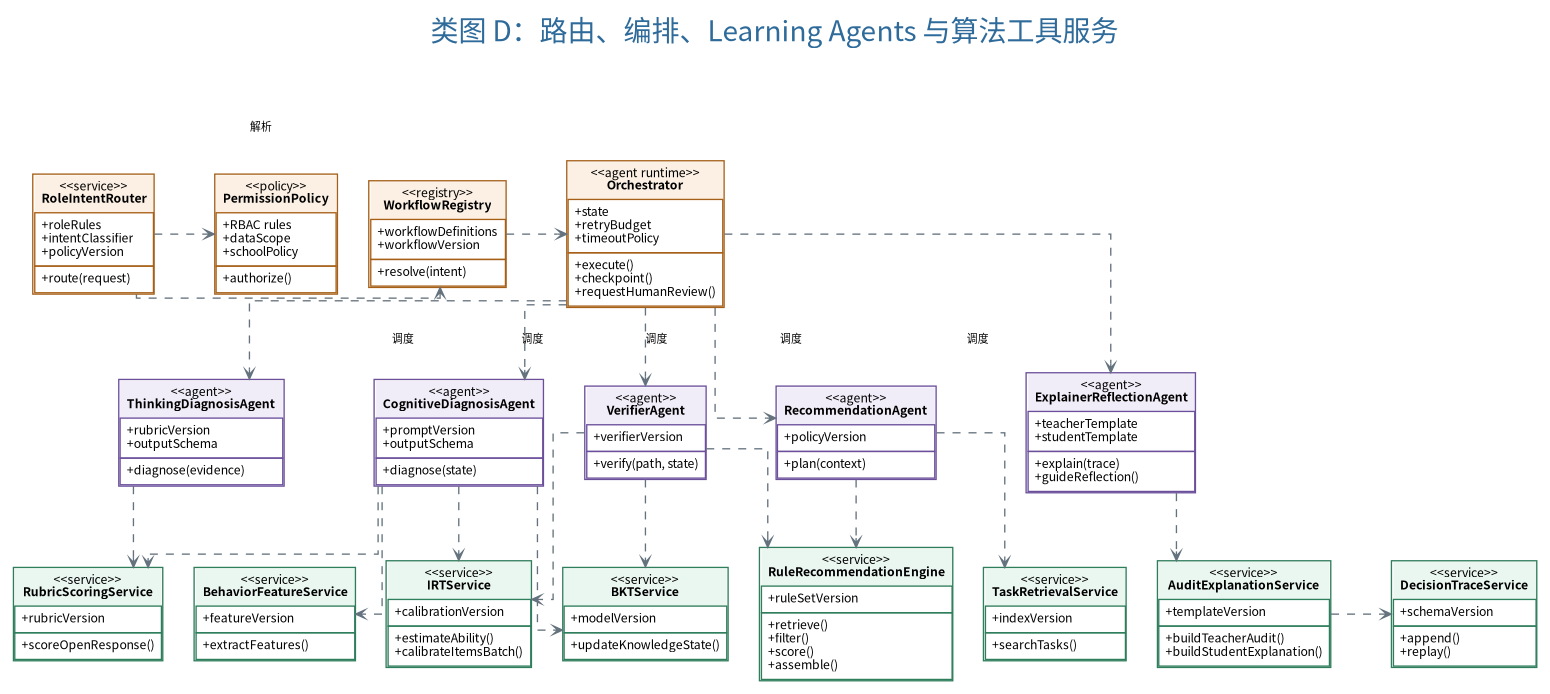 类图 D：路由、编排、Learning Agents 与算法工具服务
解析
<<service>>
RoleIntentRouter
+roleRules
+intentClassifier
+policyVersion
+route(request)
<<policy>>
PermissionPolicy
+RBAC rules
+dataScope
+schoolPolicy
+authorize()
<<registry>>
WorkflowRegistry
+workflowDefinitions
+workflowVersion
+resolve(intent)
<<agent runtime>>
Orchestrator
+state
+retryBudget
+timeoutPolicy
+execute()
+checkpoint()
+requestHumanReview()
调度
调度
调度
调度
调度
<<agent>>
ThinkingDiagnosisAgent
+rubricVersion
+outputSchema
+diagnose(evidence)
<<agent>>
CognitiveDiagnosisAgent
+promptVersion
+outputSchema
+diagnose(state)
<<agent>>
VerifierAgent
+verifierVersion
+verify(path, state)
<<agent>>
RecommendationAgent
+policyVersion
+plan(context)
<<agent>>
ExplainerReflectionAgent
+teacherTemplate
+studentTemplate
+explain(trace)
+guideReflection()
<<service>>
RubricScoringService
+rubricVersion
+scoreOpenResponse()
<<service>>
BehaviorFeatureService
+featureVersion
+extractFeatures()
<<service>>
IRTService
+calibrationVersion
+estimateAbility()
+calibrateItemsBatch()
<<service>>
BKTService
+modelVersion
+updateKnowledgeState()
<<service>>
RuleRecommendationEngine
+ruleSetVersion
+retrieve()
+filter()
+score()
+assemble()
<<service>>
TaskRetrievalService
+indexVersion
+searchTasks()
<<service>>
AuditExplanationService
+templateVersion
+buildTeacherAudit()
+buildStudentExplanation()
<<service>>
DecisionTraceService
+schemaVersion
+append()
+replay()